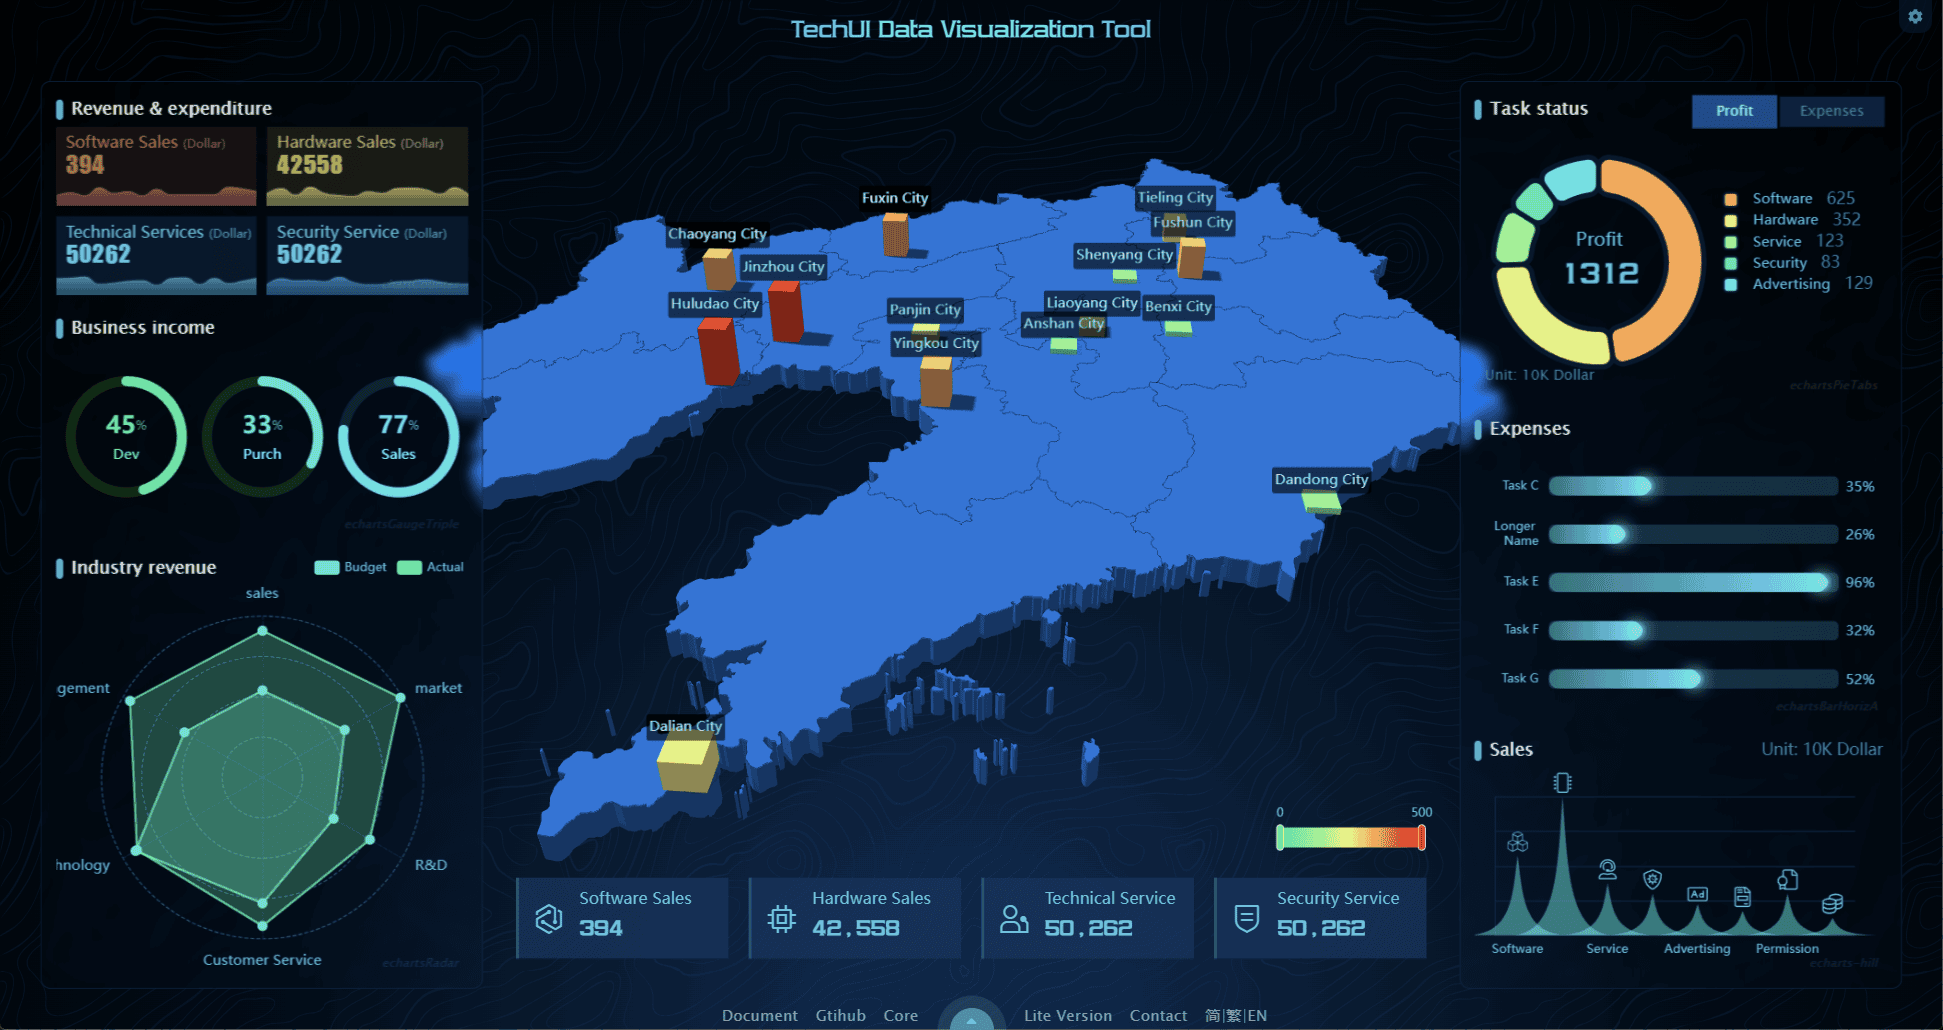 TechUI Data Visualization Tool
Revenue & expenditure
Software Sales (Dollar)
394
Hardware Sales (Dollar)
42558
Technical Services (Dollar)
50262
Security Service (Dollar)
50262
Business income
45%
Dev
33%
Purch
77%
Sales
echartsGaugeTriple
Industry revenue
Budget
Actual
sales
gement
market
hnology
R&D
Customer Service
echartsRadar
Fuxin City
Tieling City
Fushun City
Chaoyang City
Shenyang City
Jinzhou City
Huludao City
Panjin City
Liaoyang City
Benxi City
Anshan City
Yingkou City
Dandong City
Dalian City
0
500
Software Sales
394
Hardware Sales
42,558
Technical Service
50,262
Security Service
50,262
Document
Gtihub
Core
Lite Version
Contact
简|繁|EN
Task status
Profit
Expenses
Profit
1312
Software 625
Hardware 352
Service 123
Security 83
Advertising 129
Unit: 10K Dollar
echartsPieTabs
Expenses
Task C
35%
Longer
Name
26%
Task E
96%
Task F
32%
Task G
52%
echartsBarHorizA
Sales
Unit: 10K Dollar
Ad
Software
Service
Advertising
Permission
echarts-hill